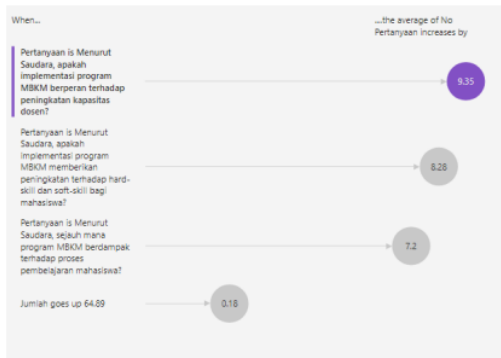 When...
....the average of No
Pertanyaan increases by
Pertanyaan is Menurut
Saudara, apakah
implementasi program
MBKM berperan terhadap
peningkatan kapasitas
dosen?
9.35
Pertanyaan is Menurut
Saudara, apakah
implementasi program
MBKM memberikan
peningkatan terhadap hard-
skill dan soft-skill bagi
mahasiswa?
8.28
Pertanyaan is Menurut
Saudara, sejauh mana
program MBKM berdampak
terhadap proses
pembelajaran mahasiswa?
7.2
Jumlah goes up 64.89
0.18